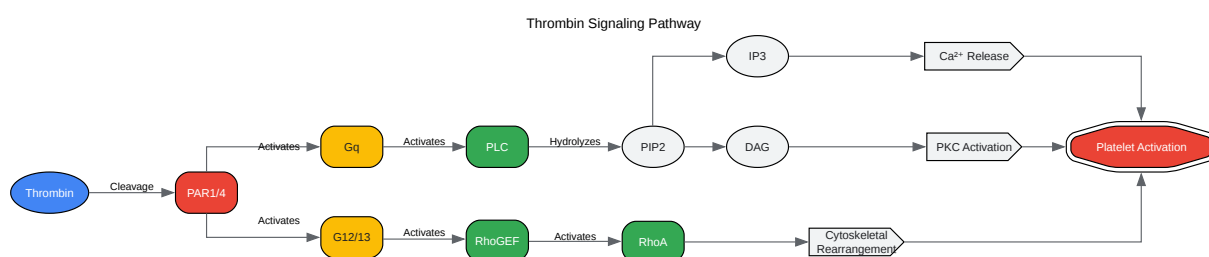 Thrombin Signaling Pathway
IP3
Ca²⁺ Release
Activates
Gq
Activates
PLC
Hydrolyzes
PIP2
DAG
PKC Activation
Platelet Activation
Thrombin
Cleavage
PAR1/4
Activates
G12/13
Activates
RhoGEF
Activates
RhoA
Cytoskeletal
Rearrangement